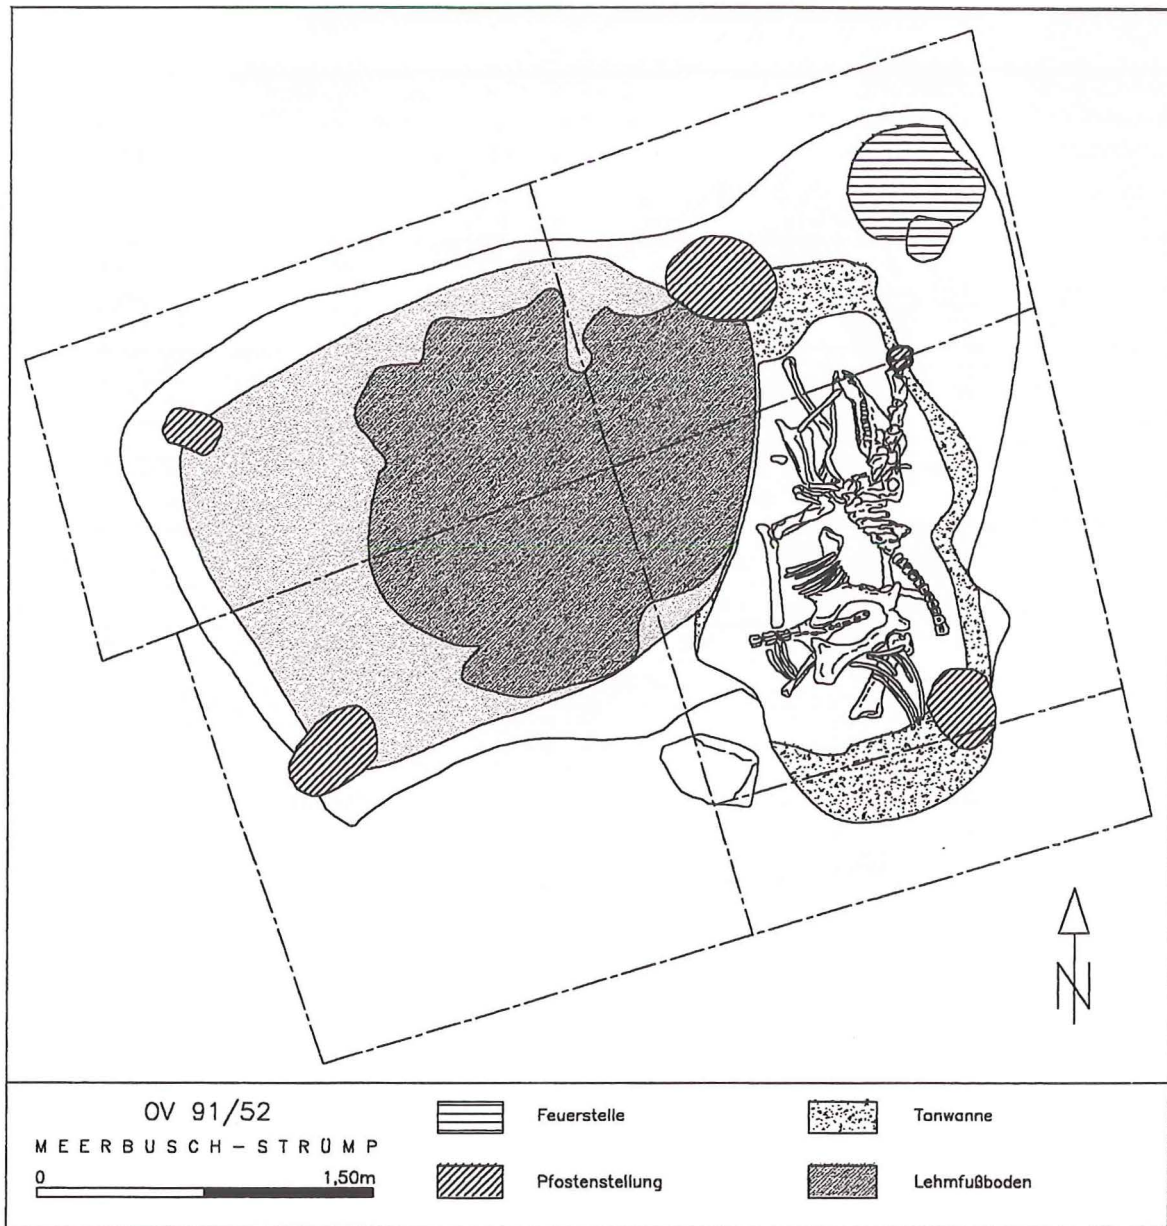 N
OV 91/52
MEERBUSCH-STRÜMP
0 1,50m
Feuerstelle
Pfostenstellung
Tonwanne
Lehmfußboden